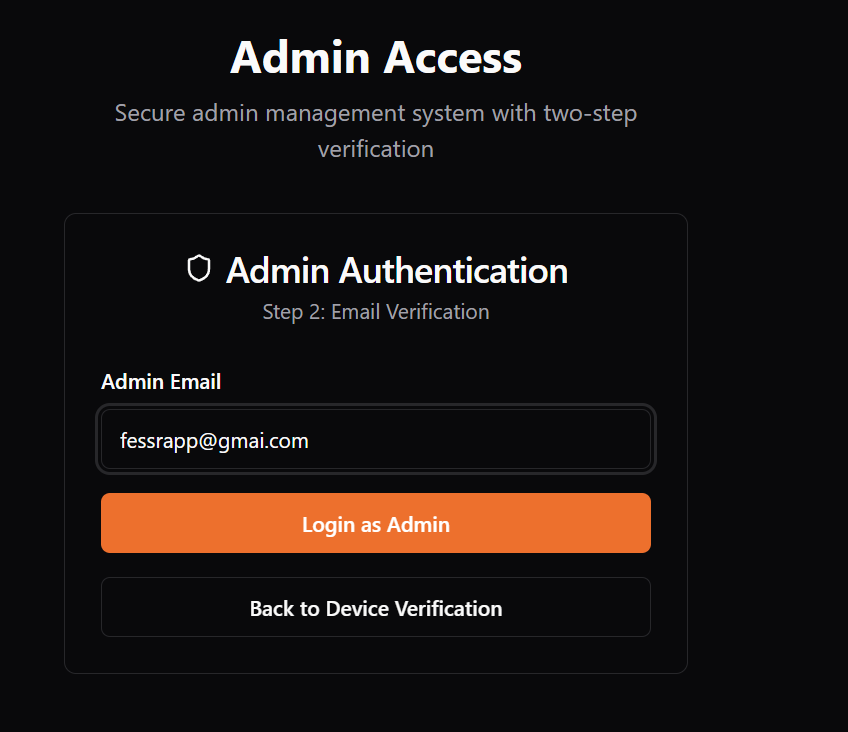 Admin Access
Secure admin management system with two-step
verification
Admin Authentication
Step 2: Email Verification
Admin Email
fessrapp@gmai.com
Login as Admin
Back to Device Verification